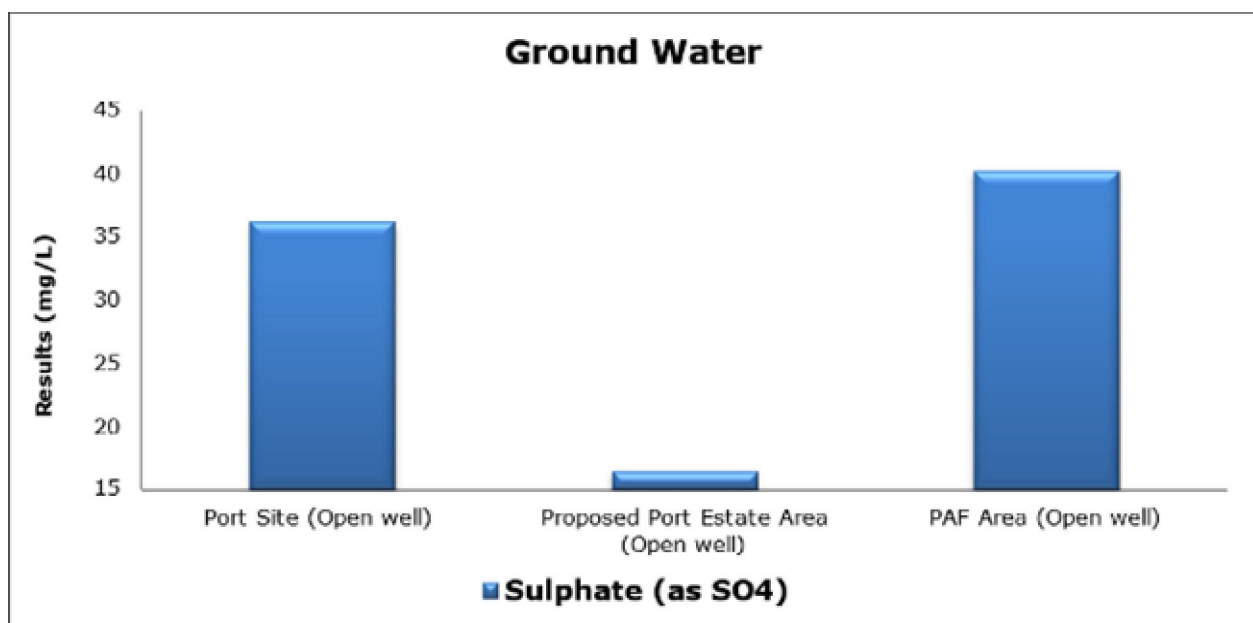 Ground Water
Results (mg/L)
45
40
35
30
25
20
15
Port Site (Open well)
Proposed Port Estate Area
(Open well)
PAF Area (Open well)
Sulphate (as SO4)